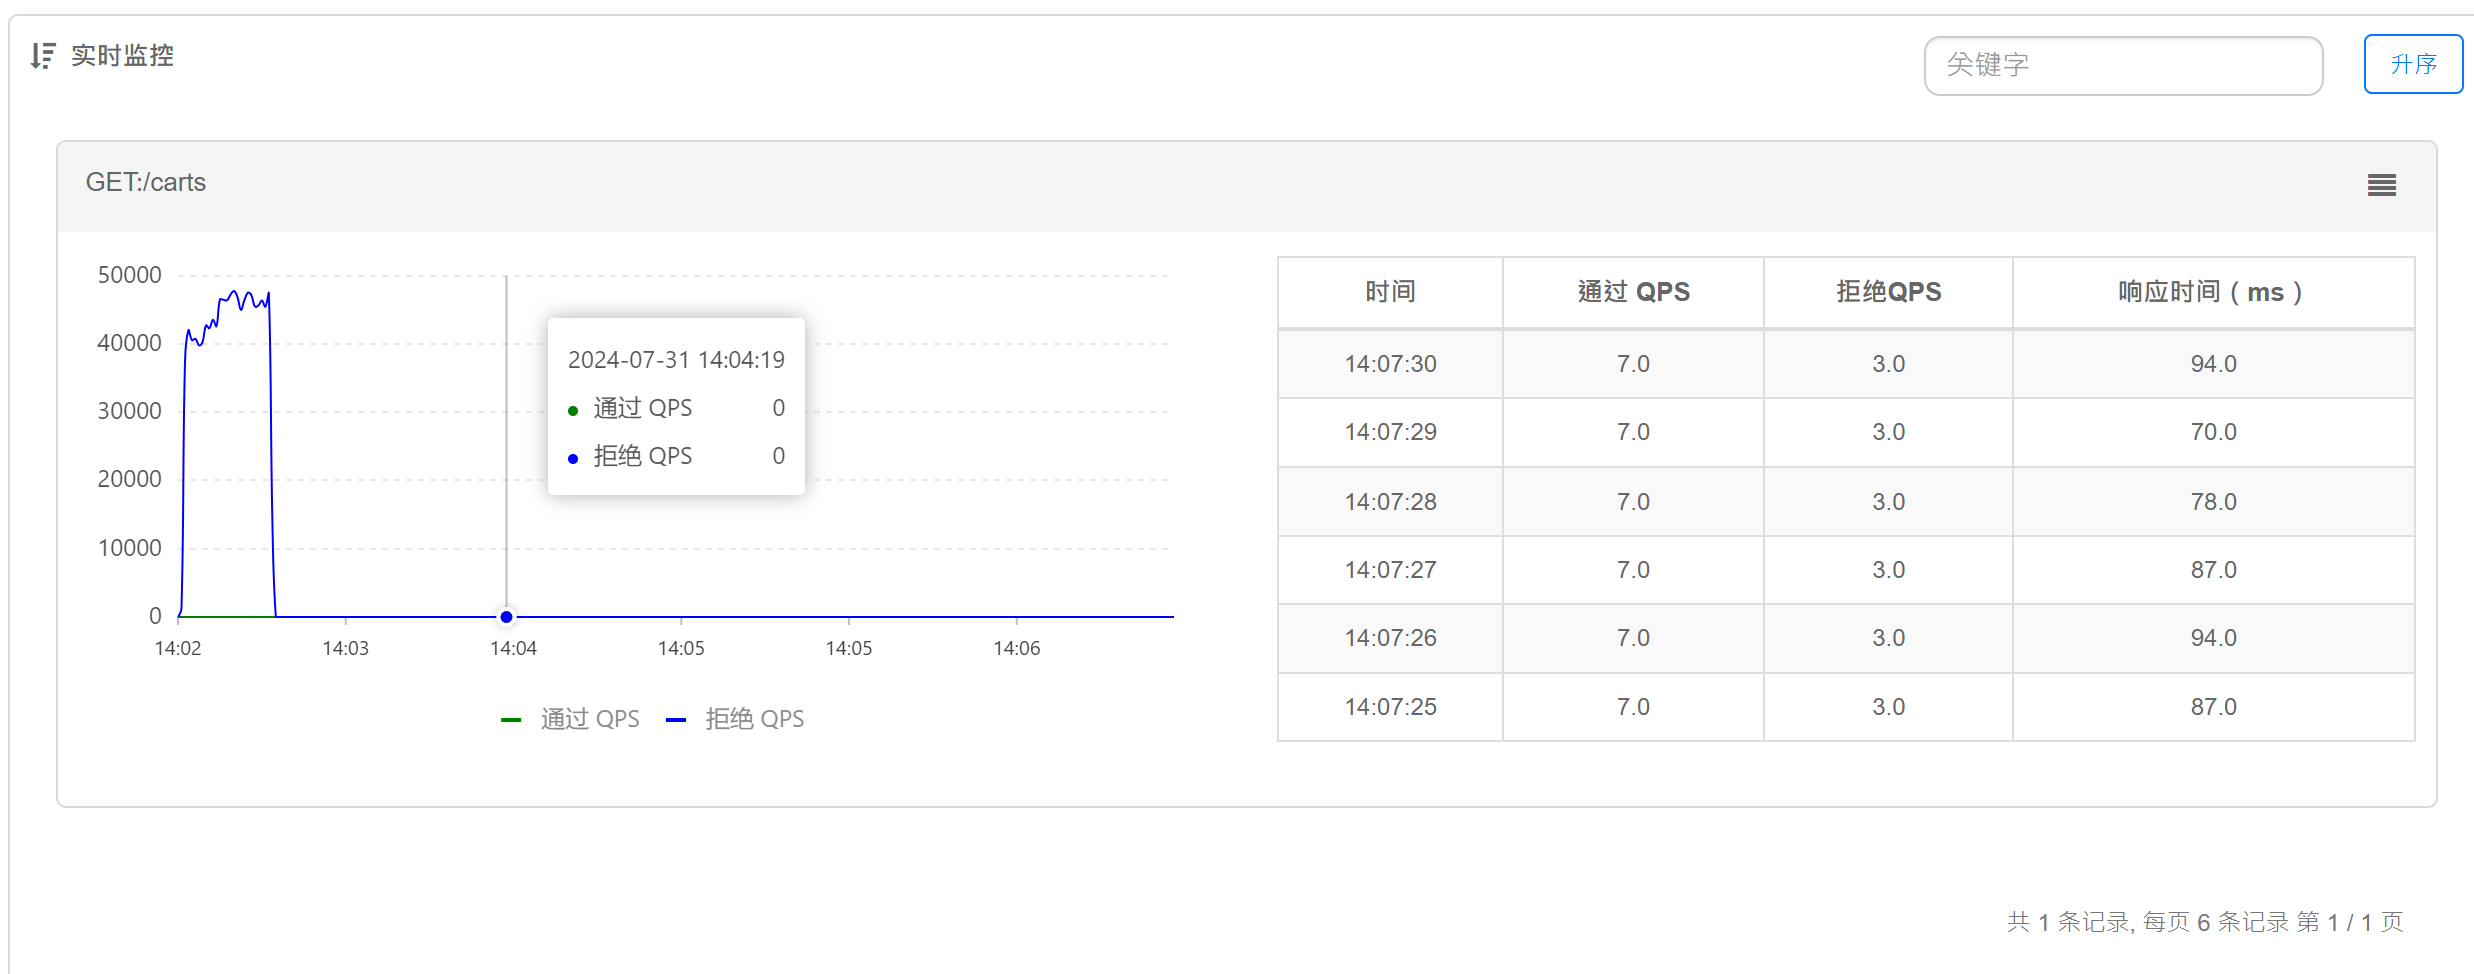 实时监控
关键字
升序
GET:/carts
50000
40000
30000
20000
10000
0
14:02 14:03 14:04 14:05 14:05 14:06
2024-07-31 14:04:19
通过 QPS 0
拒绝 QPS 0
通过 QPS 拒绝 QPS
时间 通过 QPS 拒绝QPS 响应时间（ms）
14:07:30 7.0 3.0 94.0
14:07:29 7.0 3.0 70.0
14:07:28 7.0 3.0 78.0
14:07:27 7.0 3.0 87.0
14:07:26 7.0 3.0 94.0
14:07:25 7.0 3.0 87.0
共 1 条记录, 每页 6 条记录 第 1 / 1 页